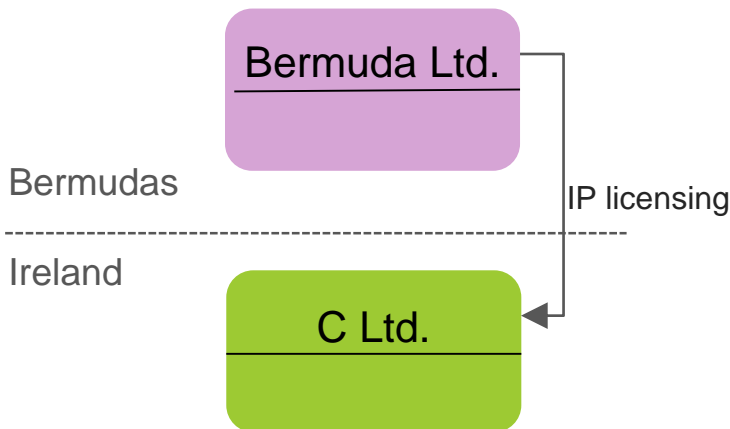 Bermuda Ltd.
Bermudas
IP licensing
Ireland
C Ltd.